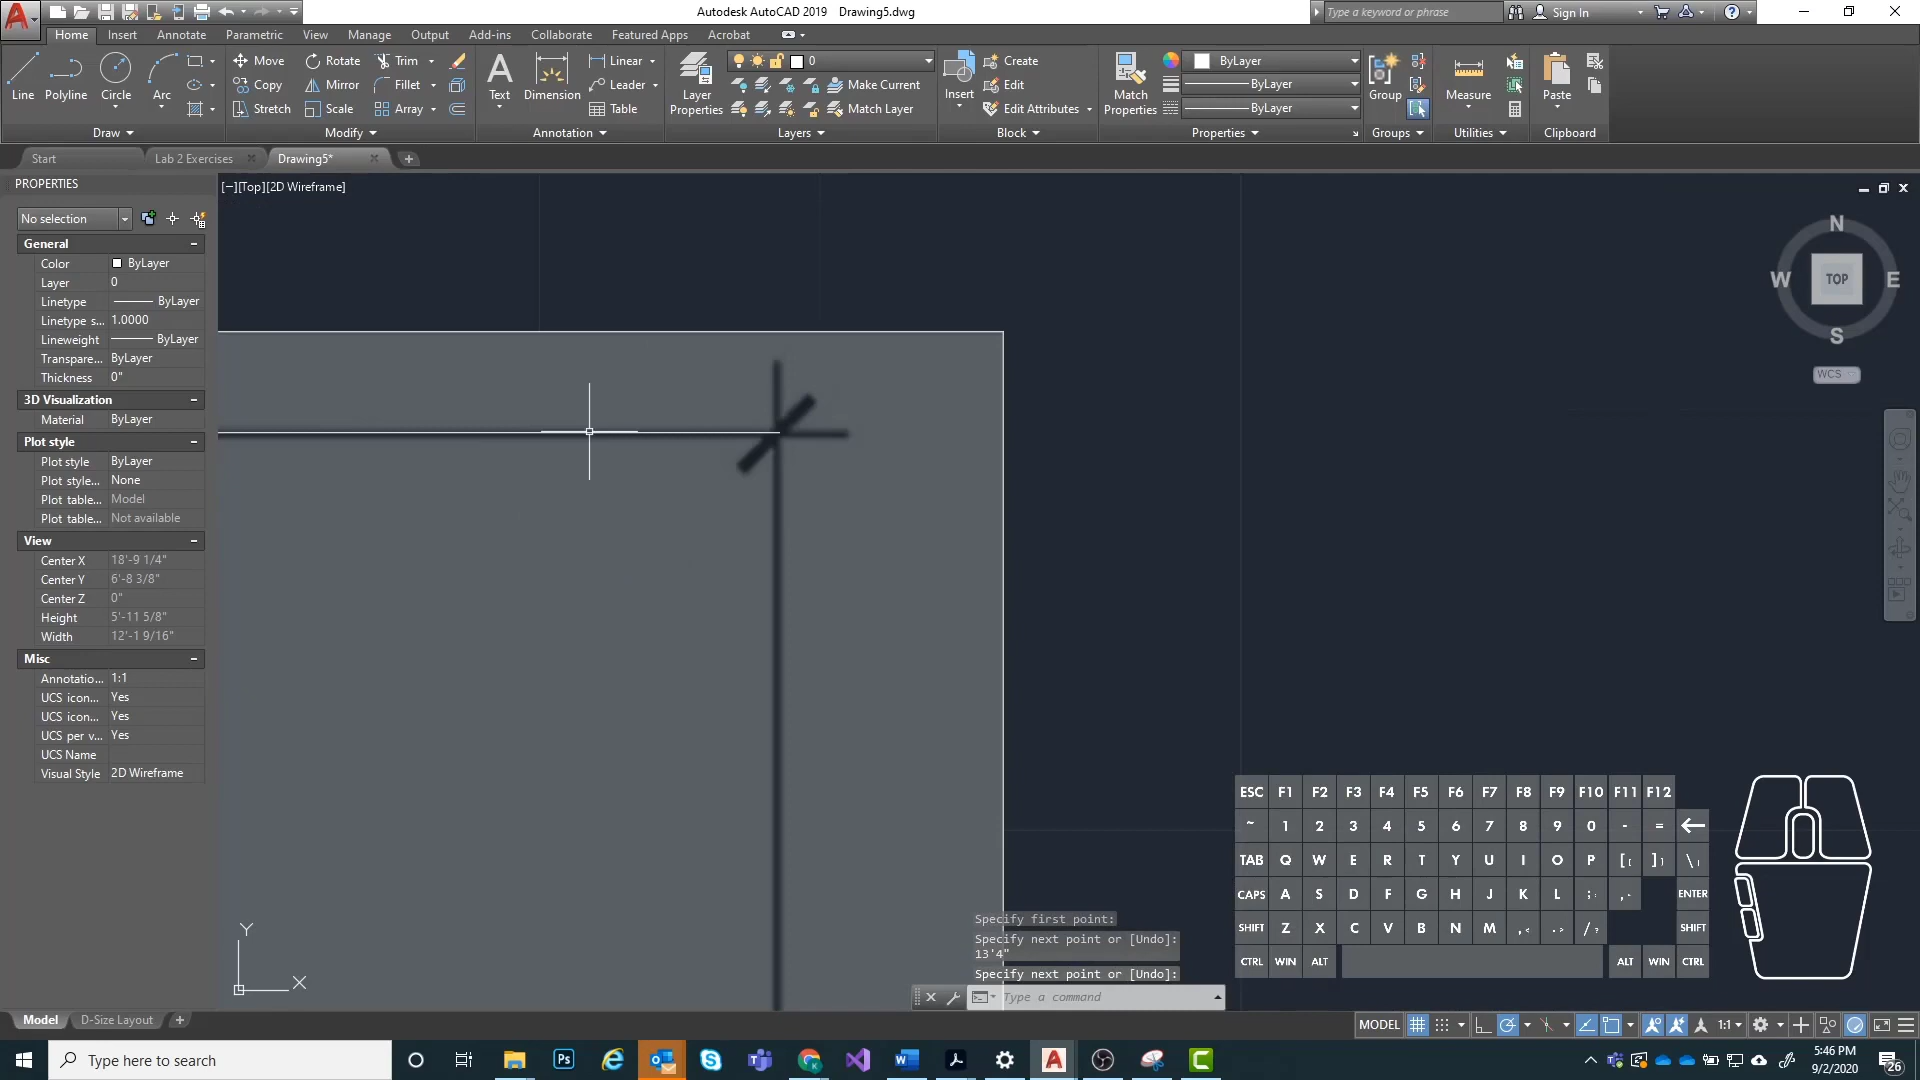 Autodesk AutoCAD 2019 Drawing5.dwg
Type a keyword or phrase
Sign In
Home Insert Annotate Parametric View Manage Output Add-ins Collaborate Featured Apps Acrobat
Line Polyline Circle Arc
Move Rotate Trim
Copy Mirror Fillet
Stretch Scale Array
Text Dimension
Linear
Leader
Table
Layer Properties
0
Make Current
Match Layer
Insert
Create
Edit
Edit Attributes
Match Properties
ByLayer
ByLayer
ByLayer
Group
Measure
Paste
Draw Modify Annotation Layers Block Properties Groups Utilities Clipboard
Start Lab 2 Exercises Drawing5*
PROPERTIES
[−][Top][2D Wireframe]
No selection
General
Color ByLayer
Layer 0
Linetype ByLayer
Linetype s... 1.0000
Lineweight ByLayer
Transpare... ByLayer
Thickness 0"
3D Visualization
Material ByLayer
Plot style
Plot style ByLayer
Plot style... None
Plot table... Model
Plot table... Not available
View
Center X 18'-9 1/4"
Center Y 6'-8 3/8"
Center Z 0"
Height 5'-11 5/8"
Width 12'-1 9/16"
Misc
Annotatio... 1:1
UCS icon... Yes
UCS icon... Yes
UCS per v... Yes
UCS Name
Visual Style 2D Wireframe
N
W TOP E
S
WCS
Y
X
ESC F1 F2 F3 F4 F5 F6 F7 F8 F9 F10 F11 F12
~ 1 2 3 4 5 6 7 8 9 0 - =
TAB Q W E R T Y U I O P [ ] \
CAPS A S D F G H J K L ; ENTER
SHIFT Z X C V B N M , . / SHIFT
CTRL WIN ALT ALT WIN CTRL
Specify first point:
Specify next point or [Undo]:
13'4"
Specify next point or [Undo]:
Type a command
Model D-Size Layout
MODEL 1:1
Type here to search
5:46 PM
9/2/2020
26